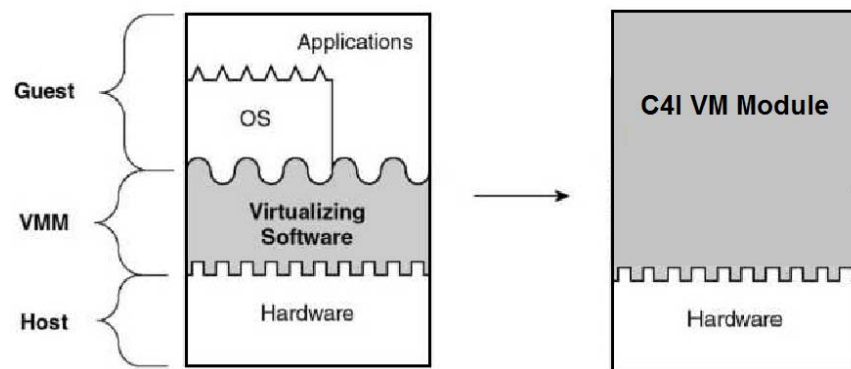 Guest
VMM
Host
Applications
OS
Virtualizing
Software
Hardware
C4I VM Module
Hardware